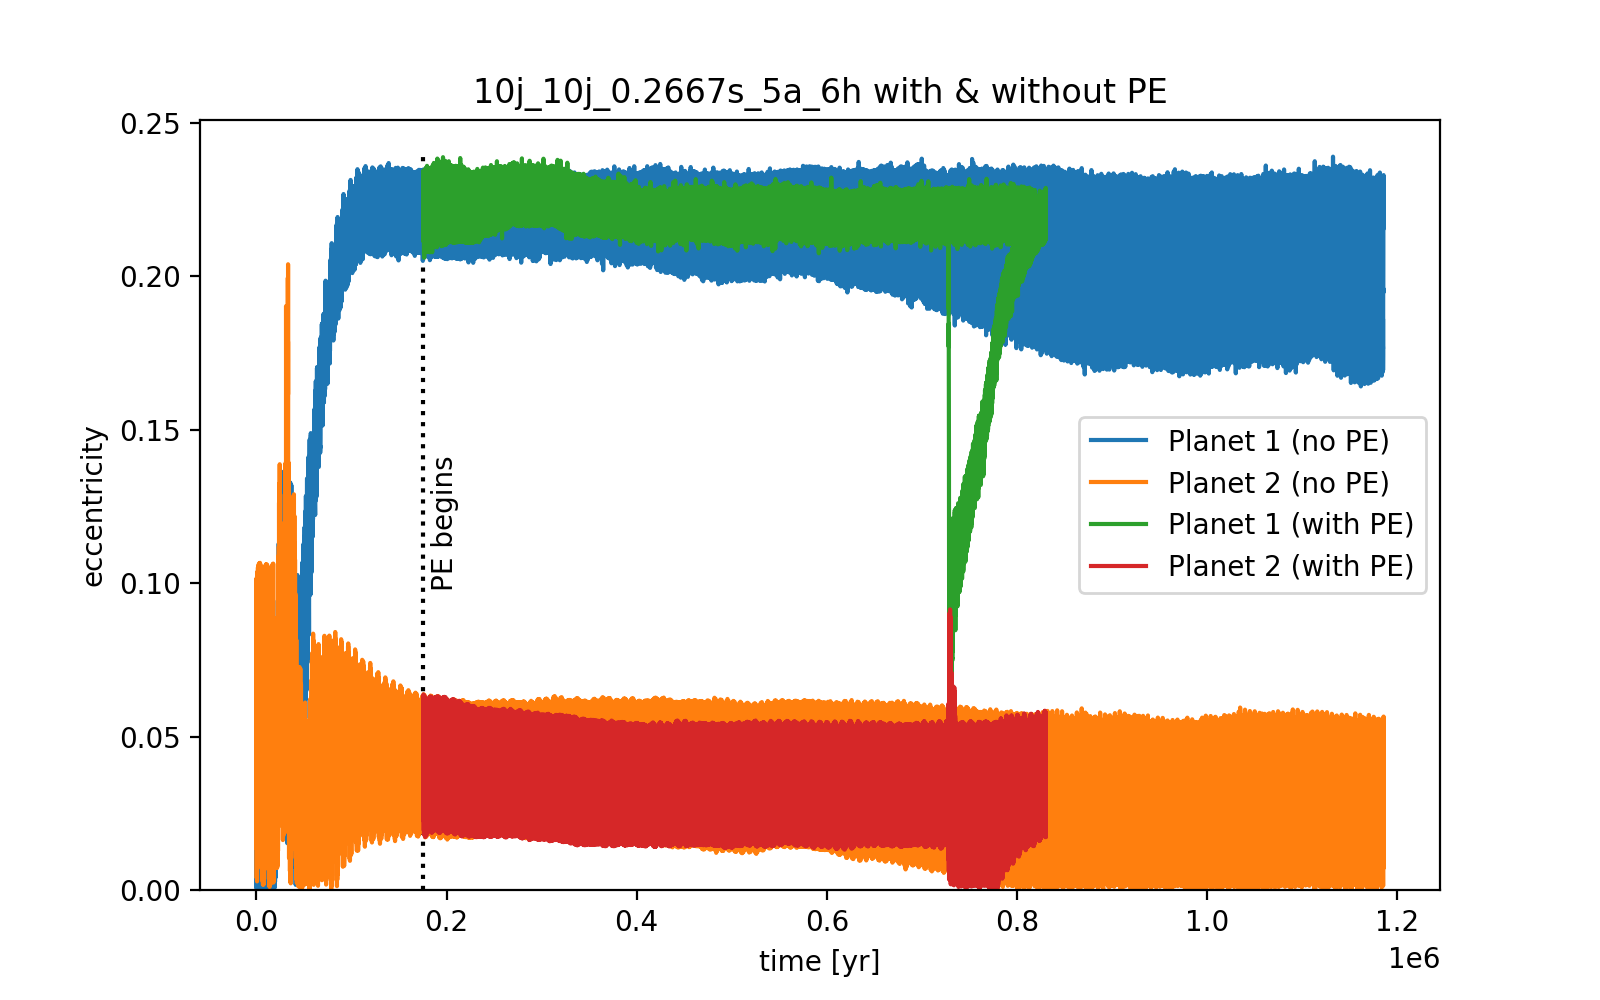 10j_10j_0.2667s_5a_6h with & without PE
0.25
0.20
0.15
0.10
0.05
0.00
eccentricity
PE begins
Planet 1 (no PE)
Planet 2 (no PE)
Planet 1 (with PE)
Planet 2 (with PE)
0.0 0.2 0.4 0.6 0.8 1.0 1.2
1e6
time [yr]